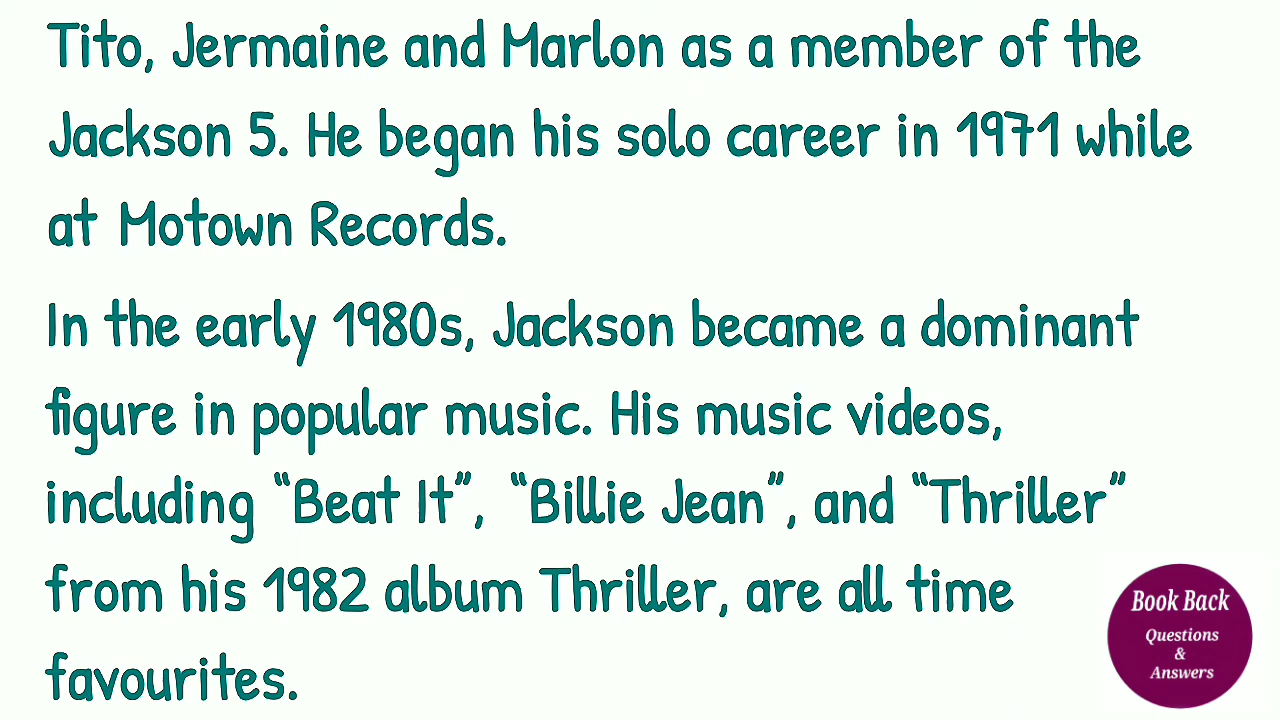 Tito, Jermaine and Marlon as a member of the
Jackson 5. He began his solo career in 1971 while
at Motown Records.
In the early 1980s, Jackson became a dominant
figure in popular music. His music videos,
including “Beat It”, “Billie Jean”, and “Thriller”
from his 1982 album Thriller, are all time
favourites.
Book Back
Questions
&
Answers